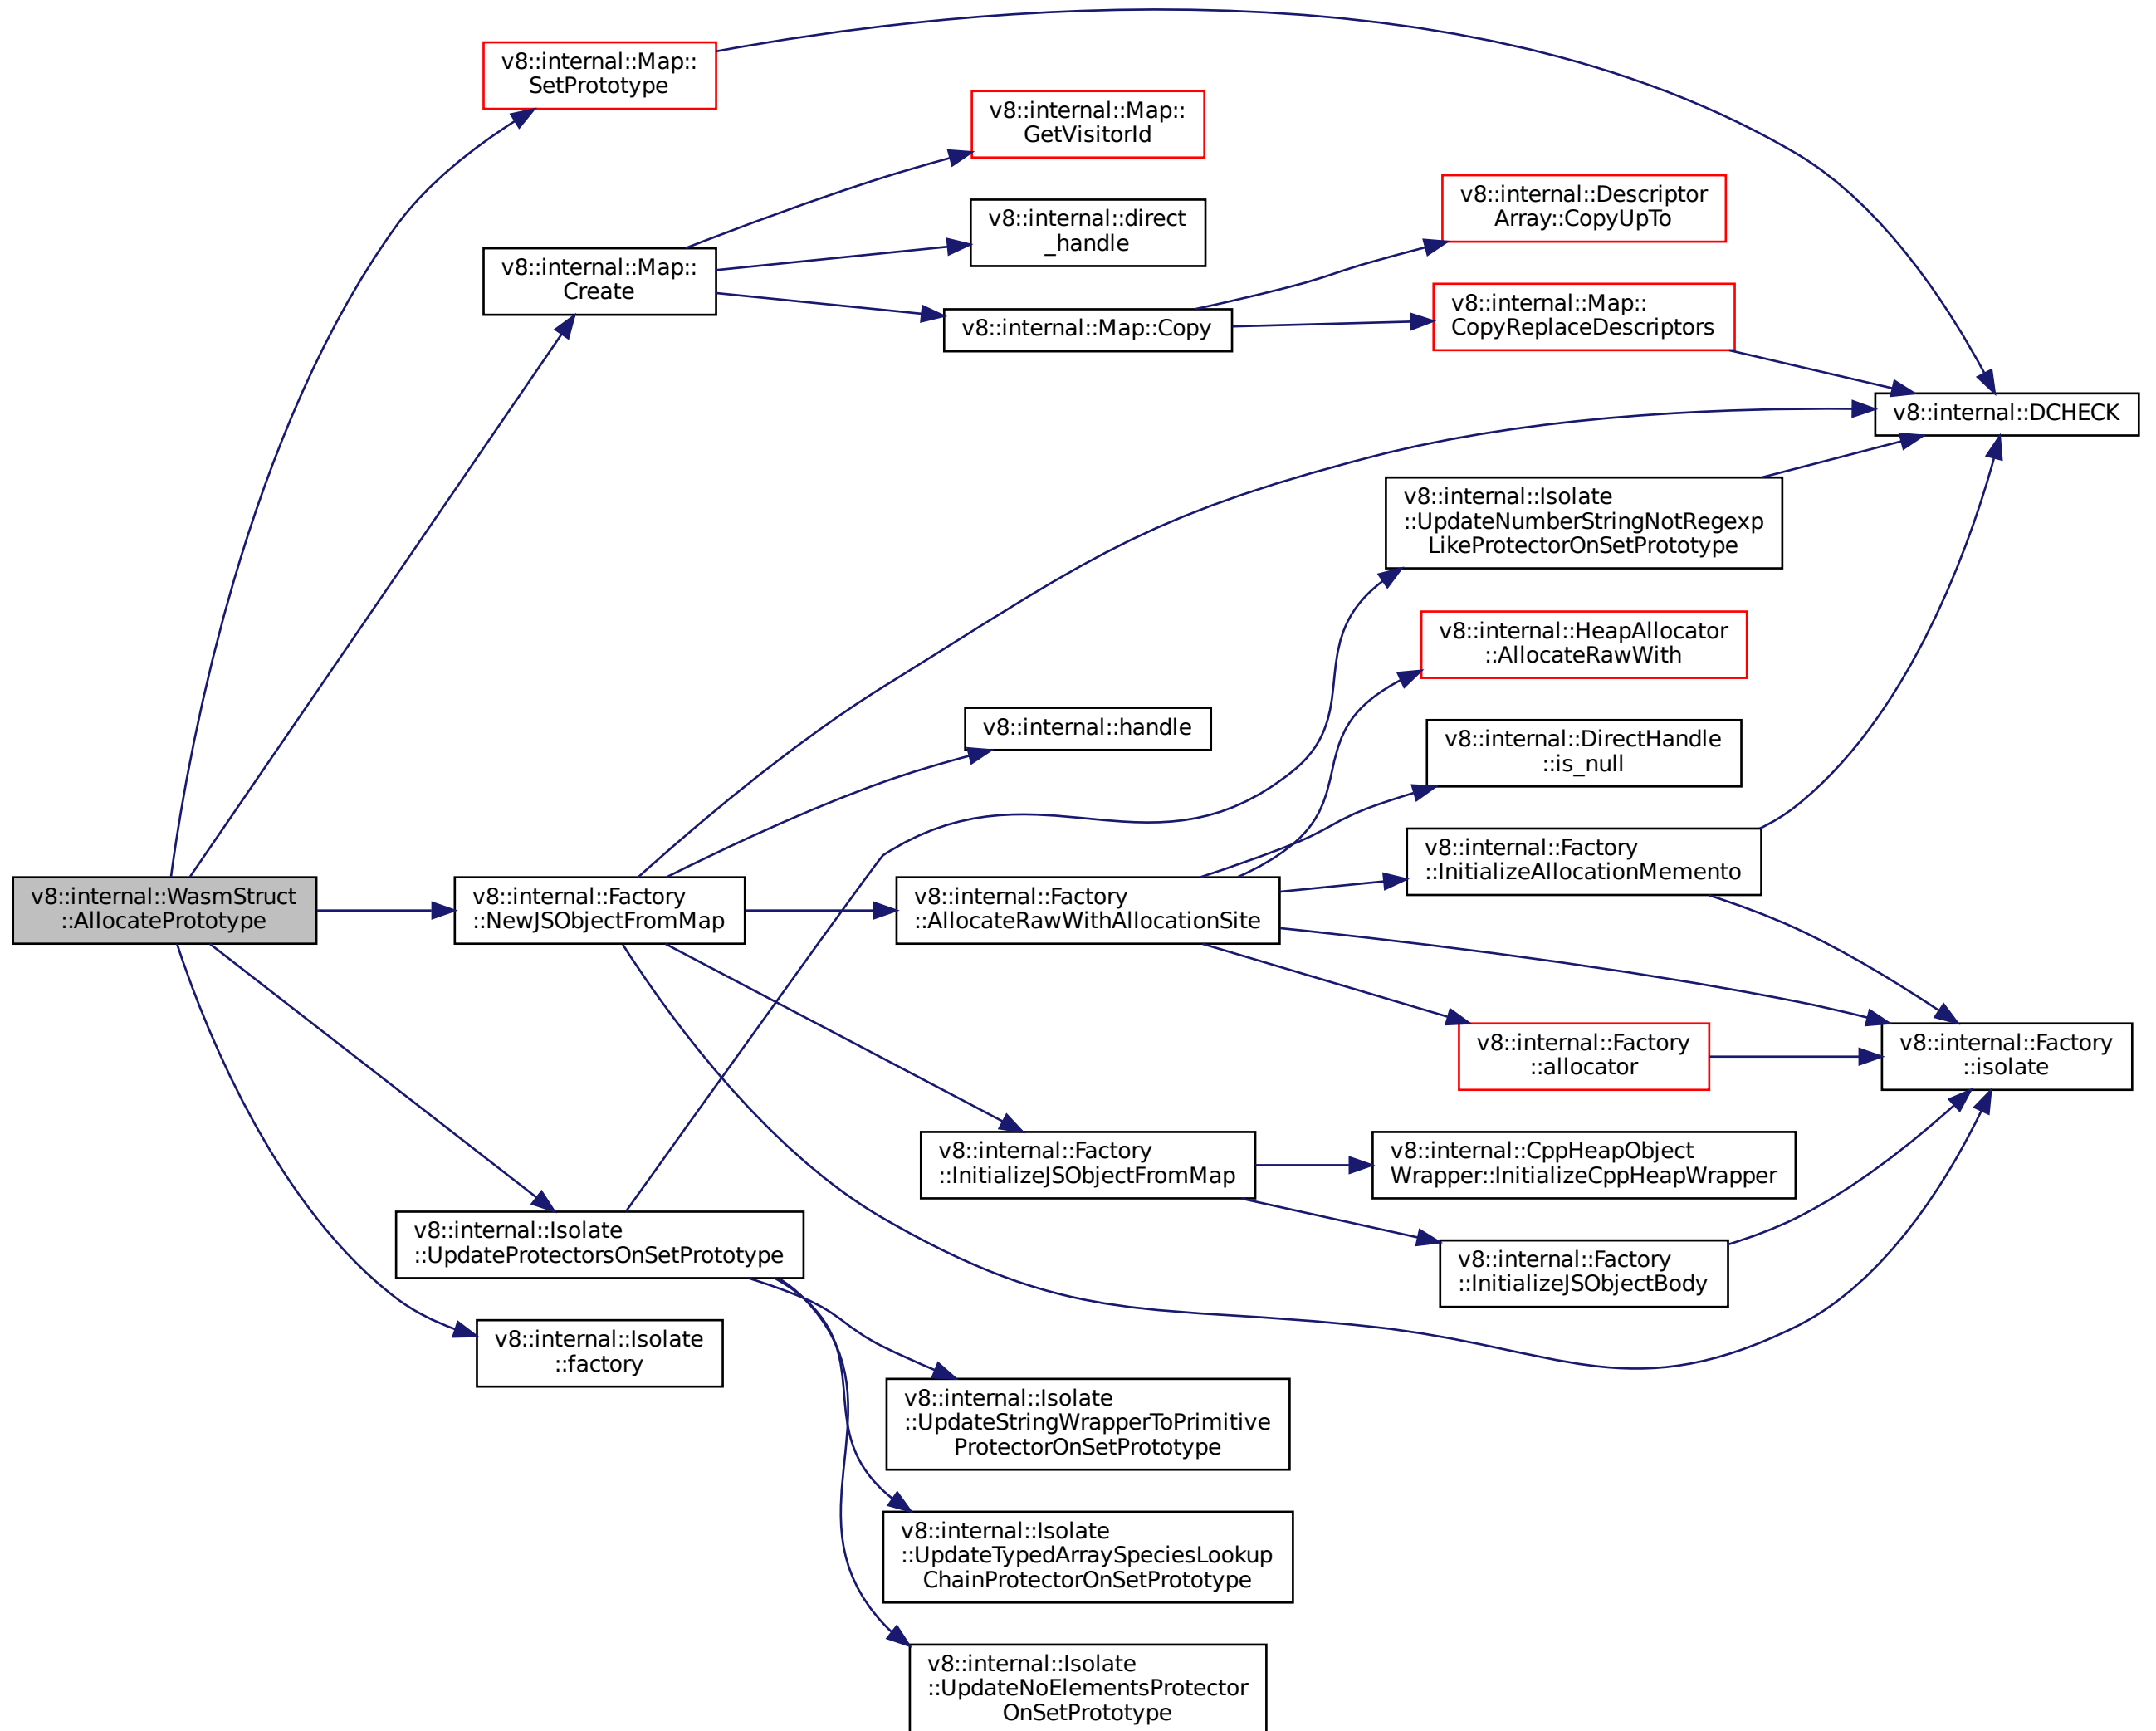 v8::internal::Map::
SetPrototype
v8::internal::Map::
GetVisitorId
v8::internal::Descriptor
Array::CopyUpTo
v8::internal::direct
_handle
v8::internal::Map::
Create
v8::internal::Map::Copy
v8::internal::Map::
CopyReplaceDescriptors
v8::internal::DCHECK
v8::internal::Isolate
::UpdateNumberStringNotRegexp
LikeProtectorOnSetPrototype
v8::internal::HeapAllocator
::AllocateRawWith
v8::internal::handle
v8::internal::DirectHandle
::is_null
v8::internal::WasmStruct
::AllocatePrototype
v8::internal::Factory
::NewJSObjectFromMap
v8::internal::Factory
::AllocateRawWithAllocationSite
v8::internal::Factory
::InitializeAllocationMemento
v8::internal::Factory
::allocator
v8::internal::Factory
::isolate
v8::internal::Factory
::InitializeJSObjectFromMap
v8::internal::CppHeapObject
Wrapper::InitializeCppHeapWrapper
v8::internal::Isolate
::UpdateProtectorsOnSetPrototype
v8::internal::Factory
::InitializeJSObjectBody
v8::internal::Isolate
::factory
v8::internal::Isolate
::UpdateStringWrapperToPrimitive
ProtectorOnSetPrototype
v8::internal::Isolate
::UpdateTypedArraySpeciesLookup
ChainProtectorOnSetPrototype
v8::internal::Isolate
::UpdateNoElementsProtector
OnSetPrototype